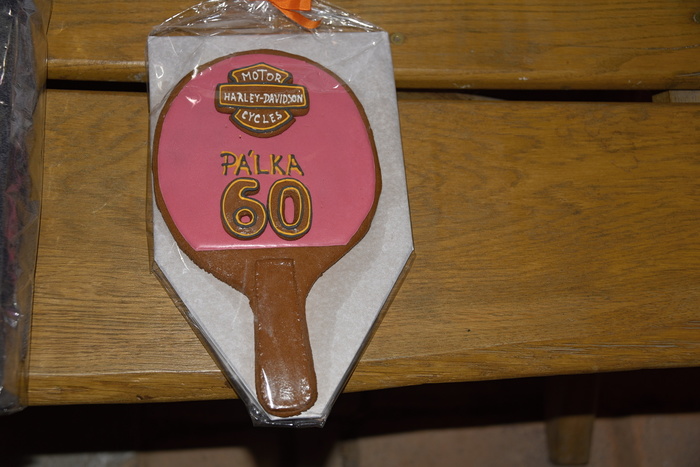 MOTOR
HARLEY-DAVIDSON
CYCLES
PÁLKA
60